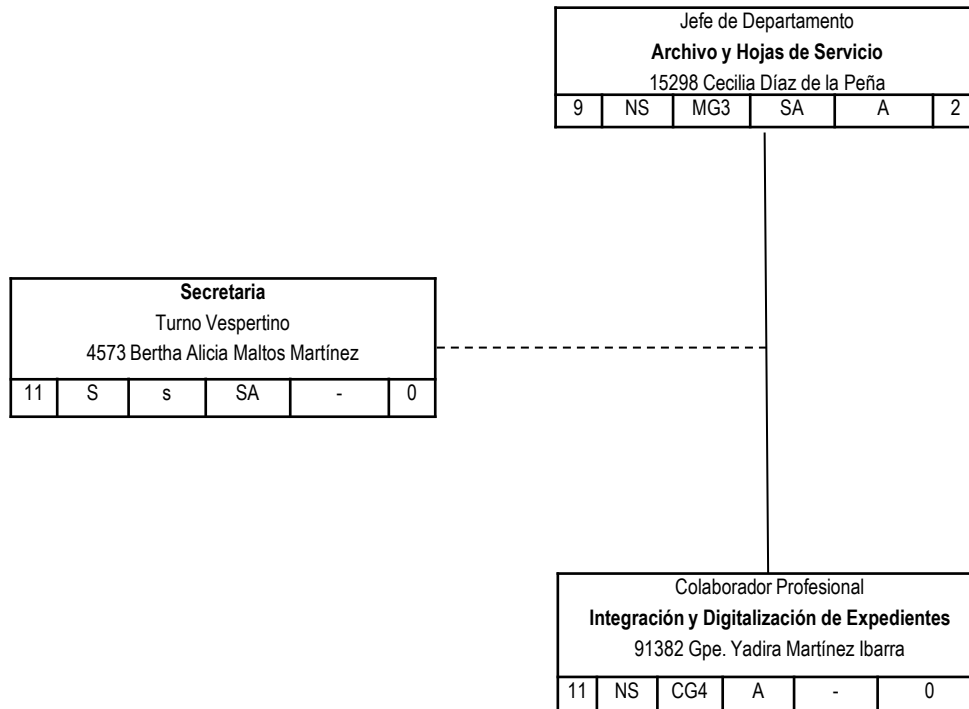 Jefe de Departamento
Archivo y Hojas de Servicio
15298 Cecilia Díaz de la Peña
9 NS MG3 SA A 2
Secretaria
Turno Vespertino
4573 Bertha Alicia Maltos Martínez
11 S s SA - 0
Colaborador Profesional
Integración y Digitalización de Expedientes
91382 Gpe. Yadira Martínez Ibarra
11 NS CG4 A - 0